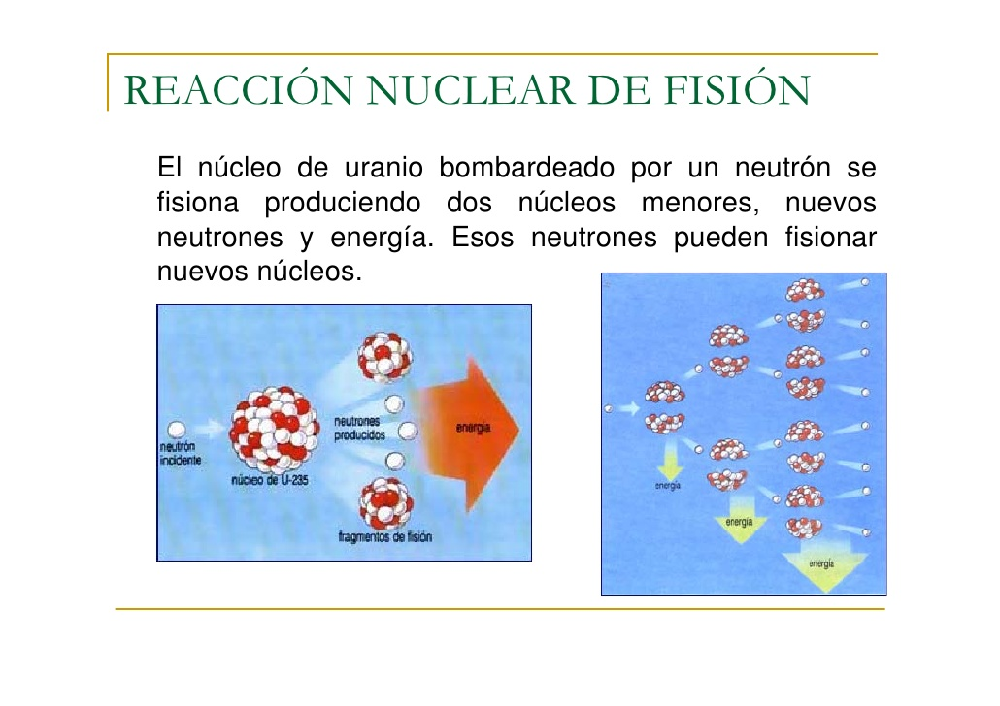 REACCIÓN NUCLEAR DE FISIÓN
El núcleo de uranio bombardeado por un neutrón se
fisiona produciendo dos núcleos menores, nuevos
neutrones y energía. Esos neutrones pueden fisionar
nuevos núcleos.
neutrón
incidente
núcleo de U-235
neutrones
producidos
energía
fragmentos de fisión
energía
energía
energía